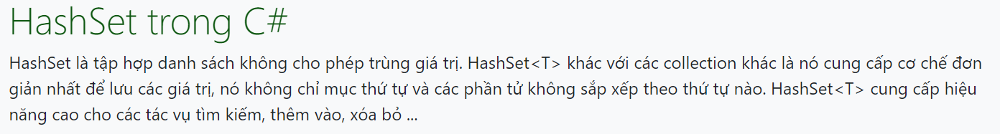 HashSet trong C#
HashSet là tập hợp danh sách không cho phép trùng giá trị. HashSet<T> khác với các collection khác là nó cung cấp cơ chế đơn
giản nhất để lưu các giá trị, nó không chỉ mục thứ tự và các phần tử không sắp xếp theo thứ tự nào. HashSet<T> cung cấp hiệu
năng cao cho các tác vụ tìm kiếm, thêm vào, xóa bỏ ...